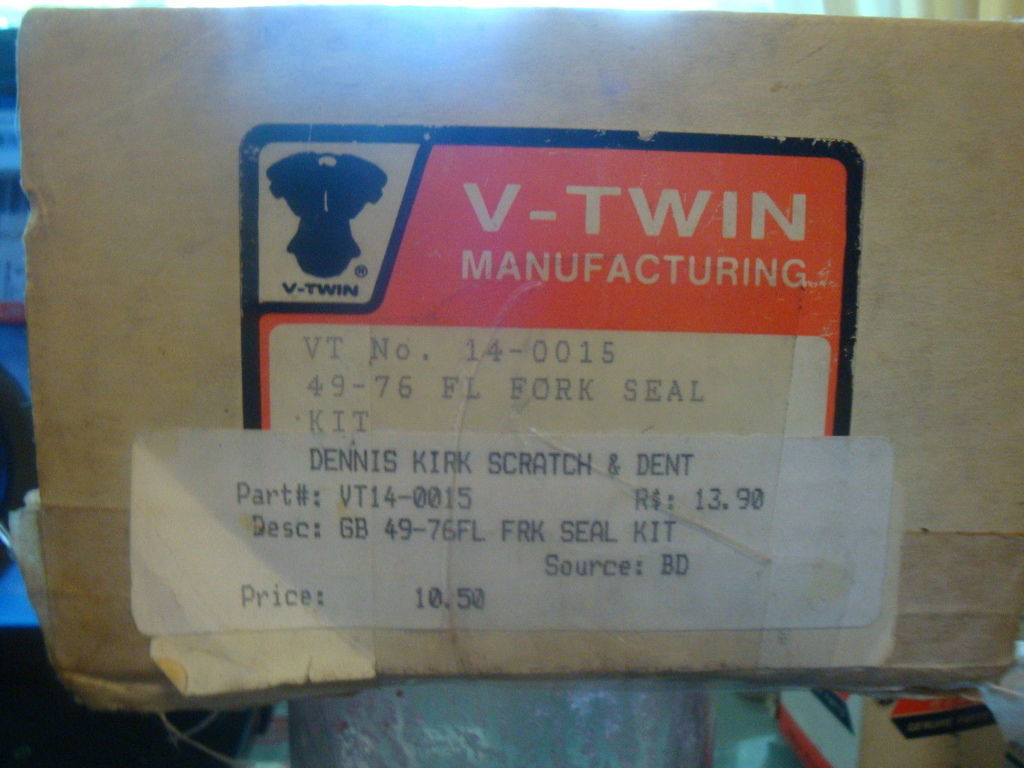 V-TWIN
MANUFACTURING
®
V-TWIN
VT No. 14-0015
49-76 FL FORK SEAL
KIT
DENNIS KIRK SCRATCH & DENT
Part#: VT14-0015 R$: 13.90
Desc: GB 49-76FL FRK SEAL KIT
Source: BD
Price: 10.50